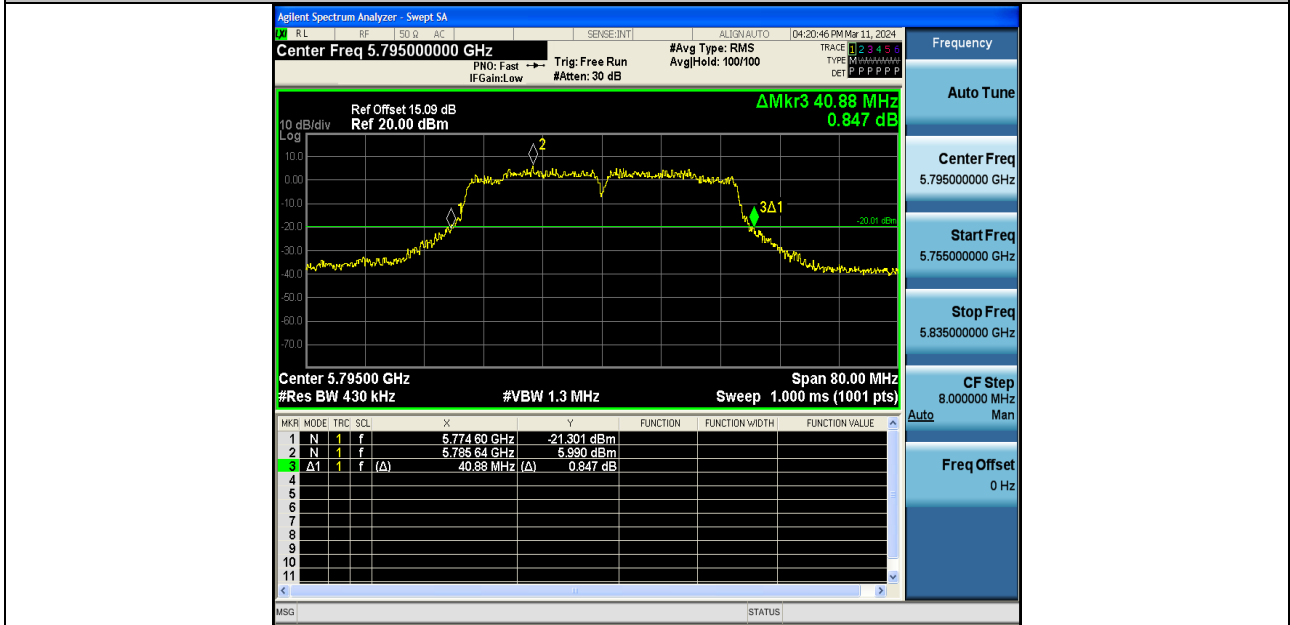 Agilent Spectrum Analyzer - Swept SA
LXI RL RF 50 Ω AC SENSE:INT ALIGN AUTO 04:20:46 PM Mar 11, 2024
Center Freq 5.795000000 GHz
PNO: Fast
IFGain:Low
Trig: Free Run
#Atten: 30 dB
#Avg Type: RMS
Avg|Hold: 100/100
TRACE 1 2 3 4 5 6
TYPE M
DET P P P P P P
ΔMkr3 40.88 MHz
0.847 dB
Ref Offset 15.09 dB
10 dB/div Ref 20.00 dBm
Log
10.0
0.00
-10.0
-20.0
-30.0
-40.0
-50.0
-60.0
-70.0
1
2
3Δ1
-20.01 dBm
Center 5.79500 GHz Span 80.00 MHz
#Res BW 430 kHz #VBW 1.3 MHz Sweep 1.000 ms (1001 pts)
MKR MODE TRC SCL X Y FUNCTION FUNCTION WIDTH FUNCTION VALUE
1 N 1 f 5.774 60 GHz -21.301 dBm
2 N 1 f 5.785 64 GHz 5.990 dBm
3 Δ1 1 f (Δ) 40.88 MHz (Δ) 0.847 dB
4
5
6
7
8
9
10
11
MSG STATUS
Frequency
Auto Tune
Center Freq
5.795000000 GHz
Start Freq
5.755000000 GHz
Stop Freq
5.835000000 GHz
CF Step
8.000000 MHz
Auto Man
Freq Offset
0 Hz